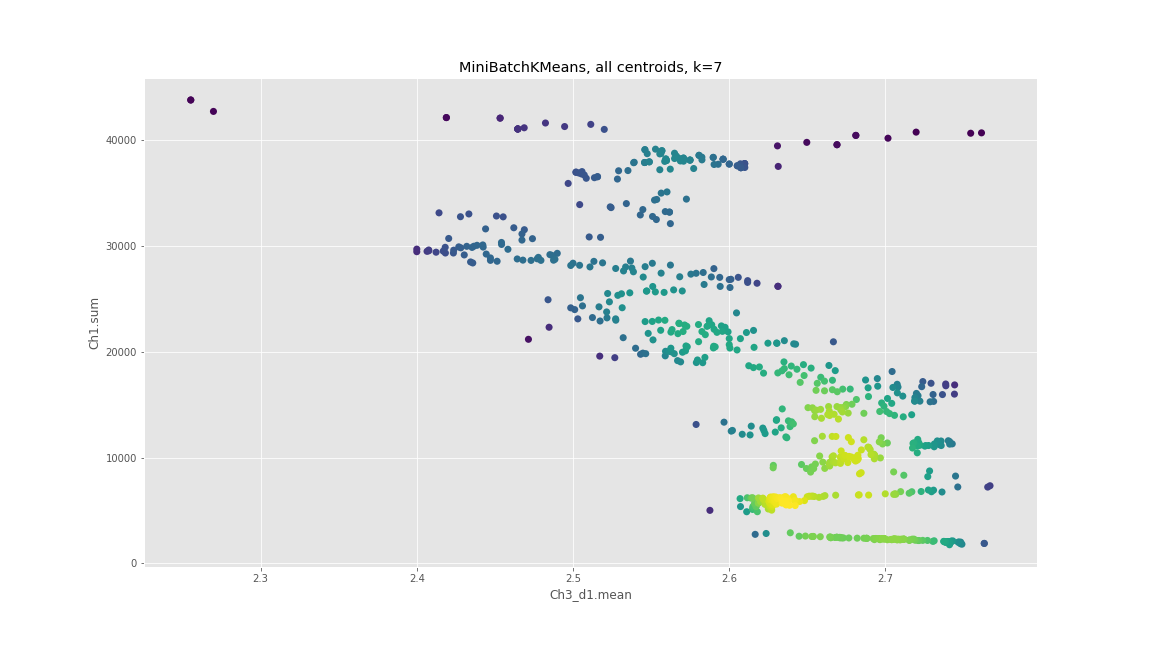 MiniBatchKMeans, all centroids, k=7
Ch1.sum
40000
30000
20000
10000
0
2.3 2.4 2.5 2.6 2.7
Ch3_d1.mean